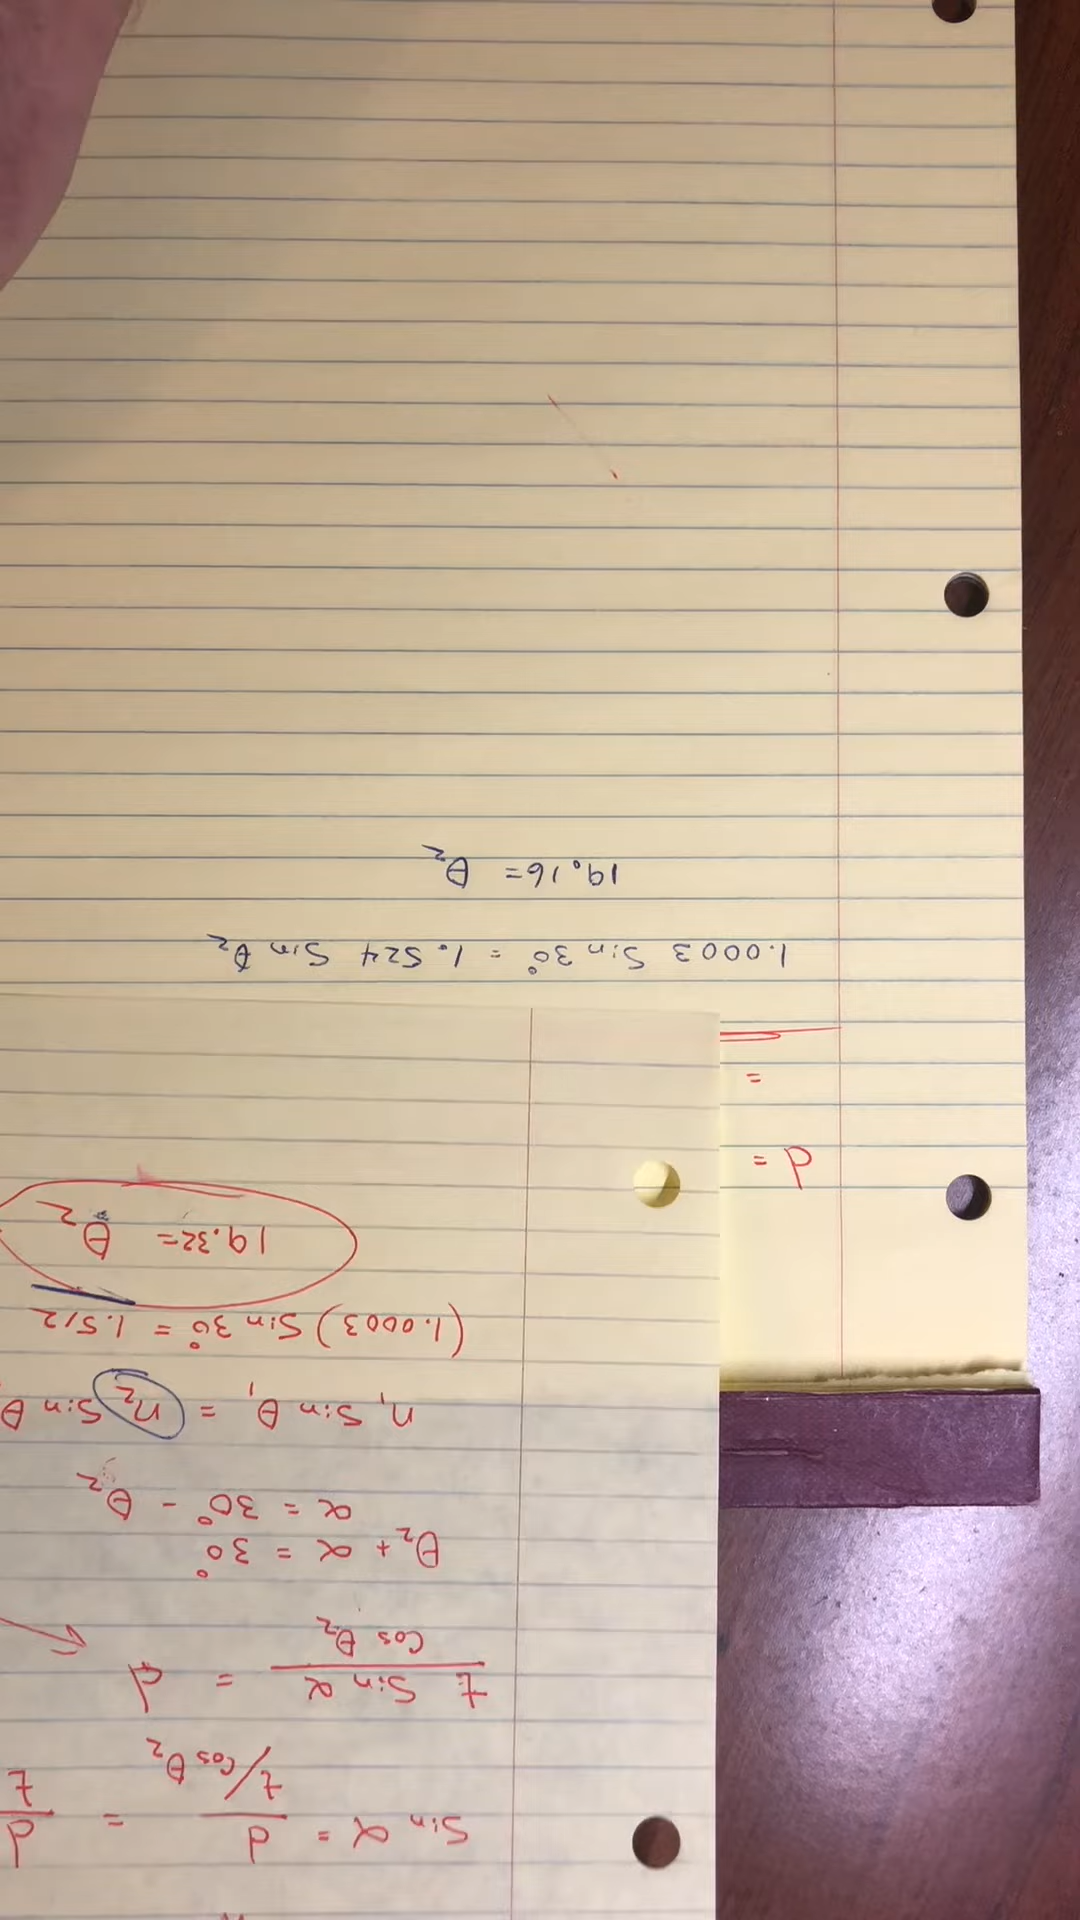 sin α = d / t/cos θ₂ = d / t
t sin α / cos θ₂ = d
θ₂ + α = 30°
α = 30° - θ₂
n₁ sin θ₁ = n₂ sin θ
(1.0003) sin 30° = 1.512
19.32 = θ₂
d =
=
1.0003 sin 30° = 1.524 sin θ₂
19.16 = θ₂